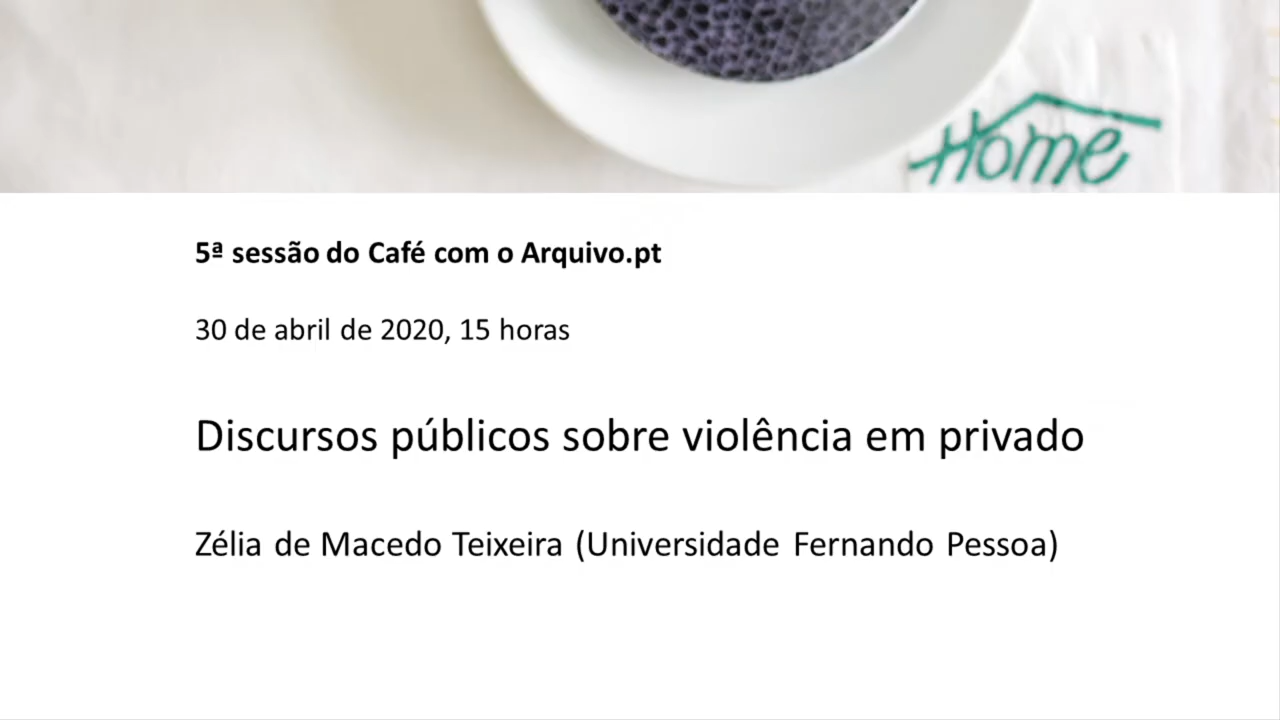 Home
5ª sessão do Café com o Arquivo.pt
30 de abril de 2020, 15 horas
Discursos públicos sobre violência em privado
Zélia de Macedo Teixeira (Universidade Fernando Pessoa)